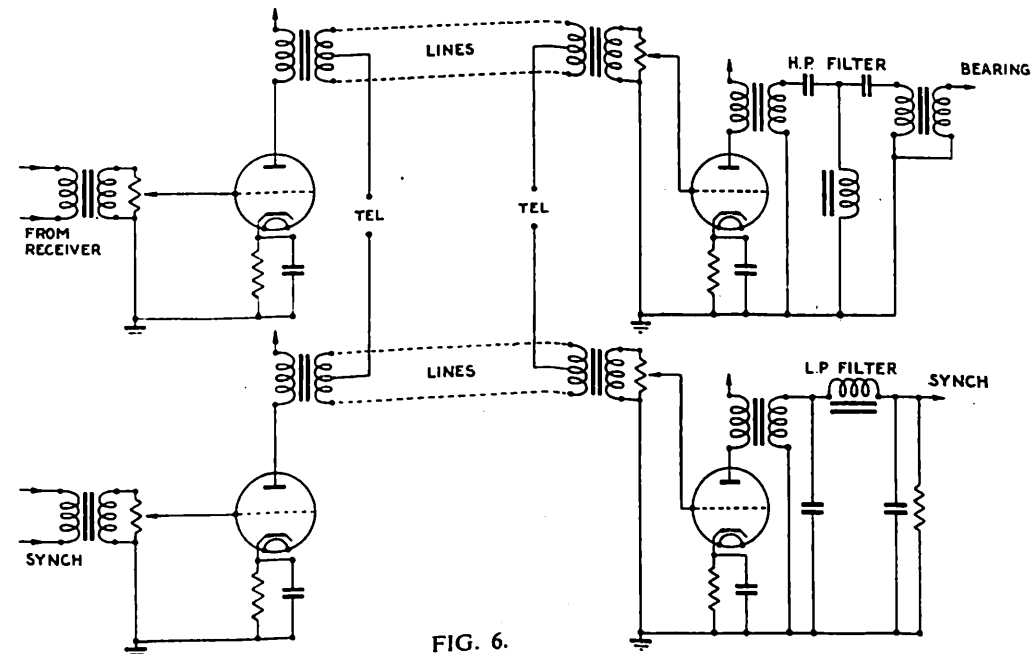 LINES
H.P. FILTER
BEARING
FROM
RECEIVER
TEL
TEL
LINES
L.P FILTER
SYNCH
SYNCH
FIG. 6.